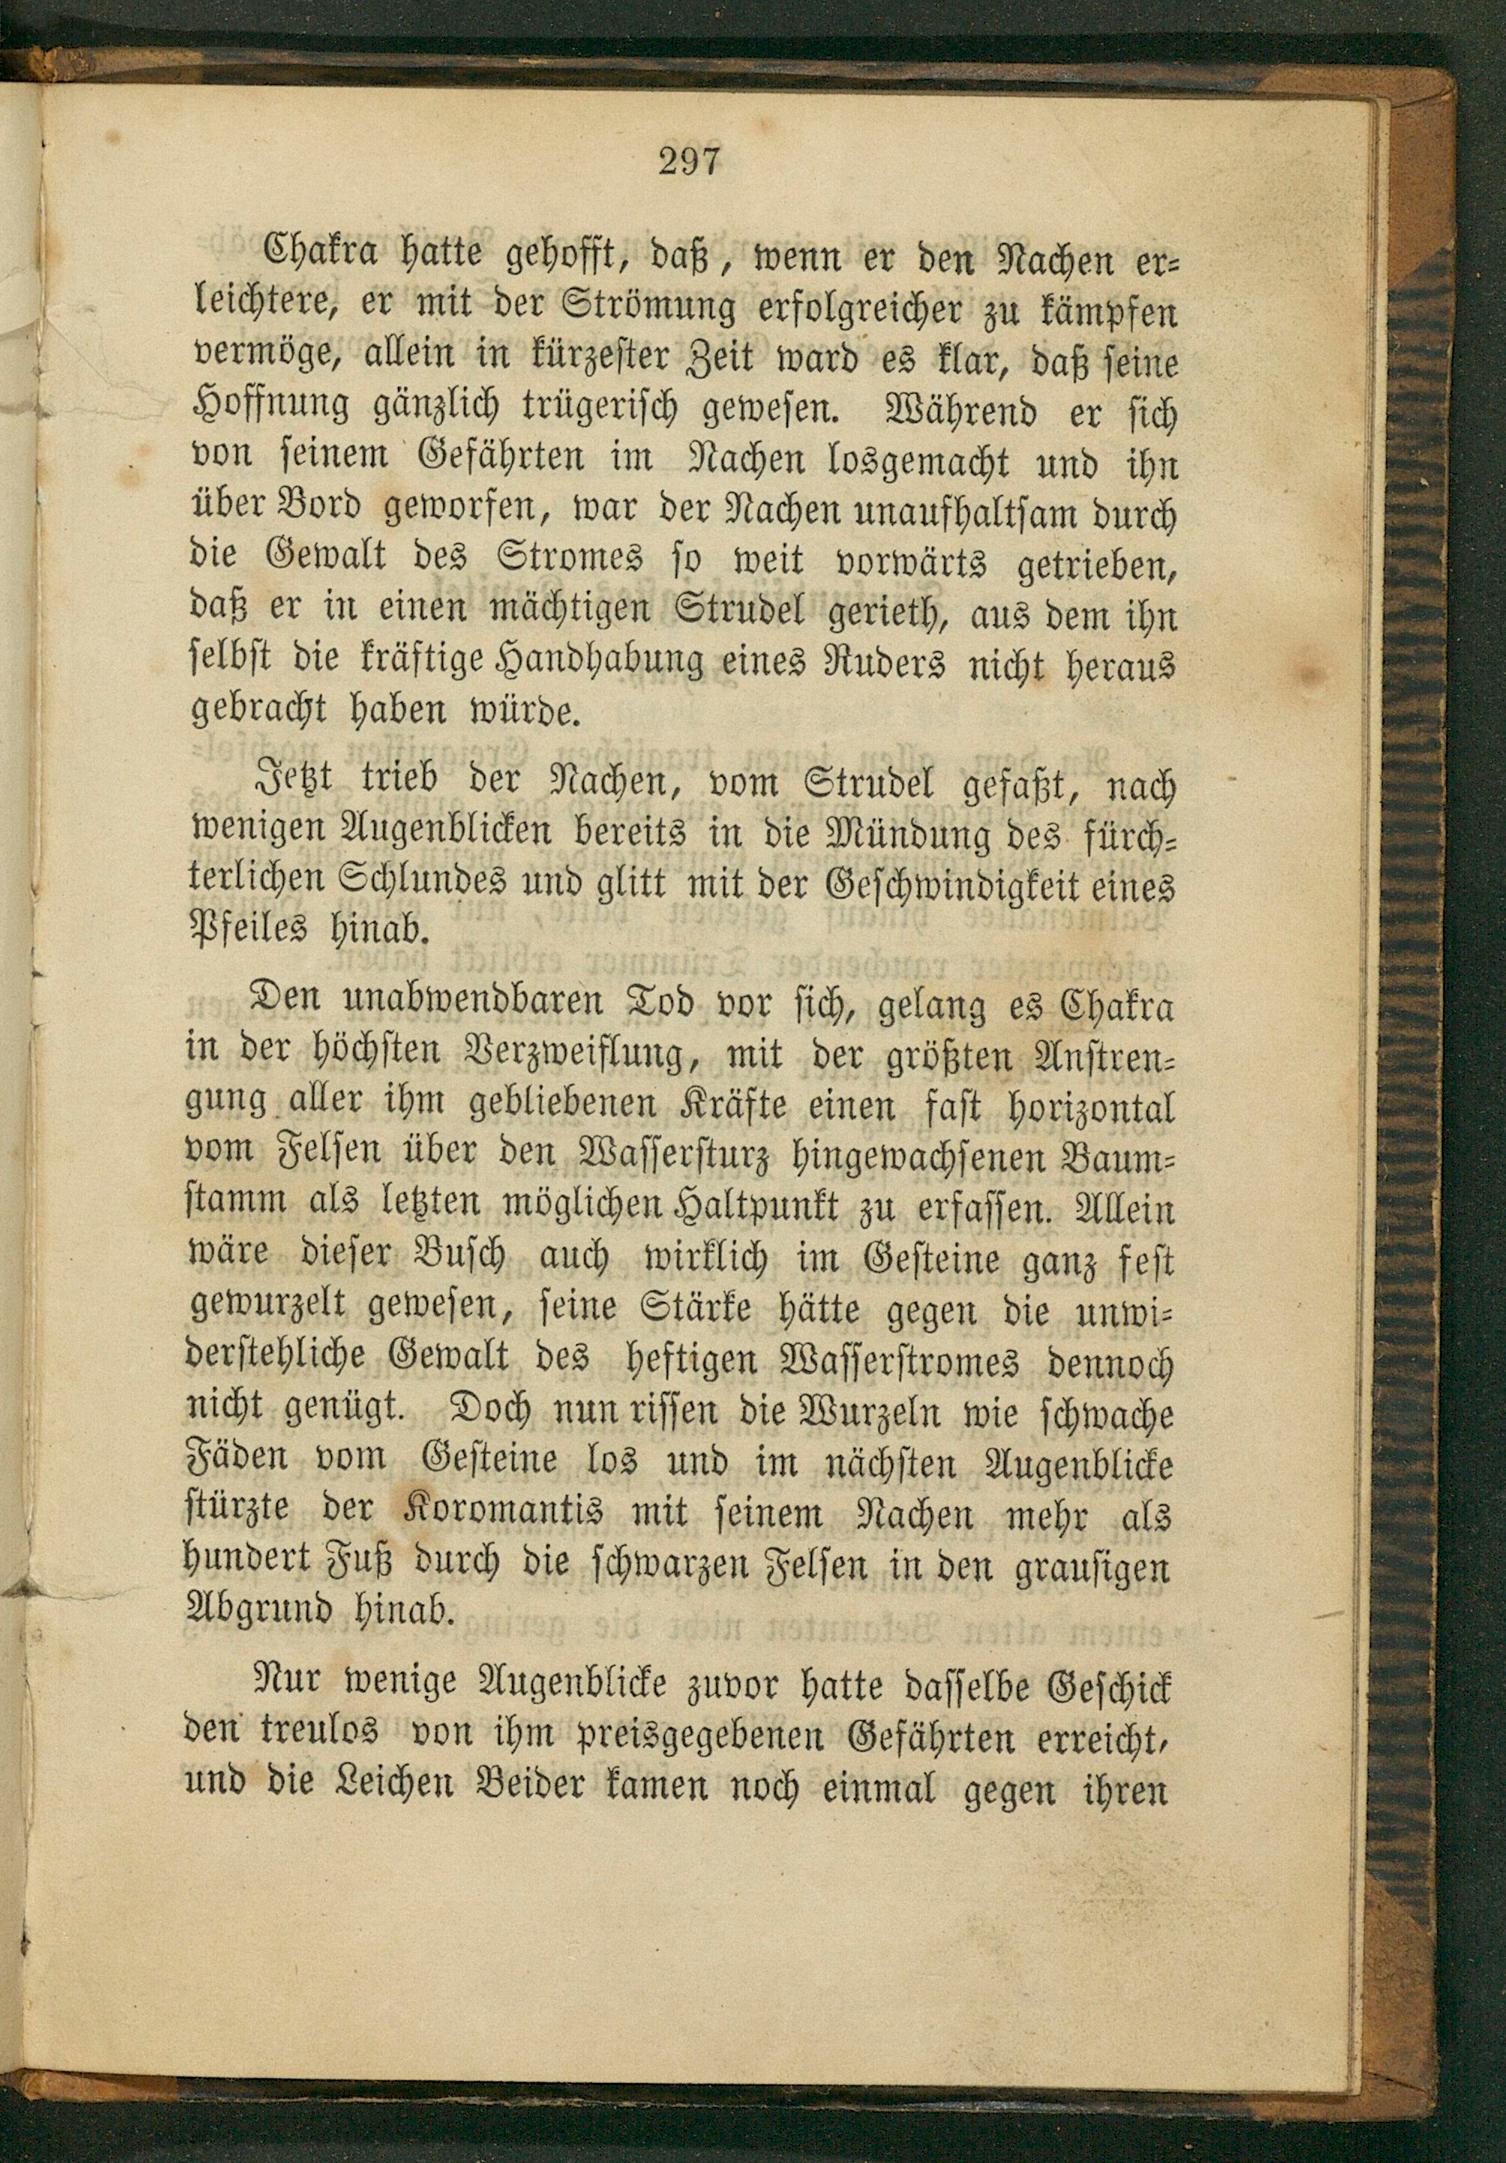 297
Chakra hatte gehofft, daß, wenn er den Nachen er-
leichtere, er mit der Strömung erfolgreicher zu kämpfen
vermöge, allein in kürzester Zeit ward es klar, daß seine
Hoffnung gänzlich trügerisch gewesen. Während er sich
von seinem Gefährten im Nachen losgemacht und ihn
über Bord geworfen, war der Nachen unaufhaltsam durch
die Gewalt des Stromes so weit vorwärts getrieben,
daß er in einen mächtigen Strudel gerieth, aus dem ihn
selbst die kräftige Handhabung eines Ruders nicht heraus
gebracht haben würde.
Jetzt trieb der Nachen, vom Strudel gefaßt, nach
wenigen Augenblicken bereits in die Mündung des fürch-
terlichen Schlundes und glitt mit der Geschwindigkeit eines
Pfeiles hinab.
Den unabwendbaren Tod vor sich, gelang es Chakra
in der höchsten Verzweiflung, mit der größten Anstren-
gung aller ihm gebliebenen Kräfte einen fast horizontal
vom Felsen über den Wassersturz hingewachsenen Baum-
stamm als letzten möglichen Haltpunkt zu erfassen. Allein
wäre dieser Busch auch wirklich im Gesteine ganz fest
gewurzelt gewesen, seine Stärke hätte gegen die unwi-
derstehliche Gewalt des heftigen Wasserstromes dennoch
nicht genügt. Doch nun rissen die Wurzeln wie schwache
Fäden vom Gesteine los und im nächsten Augenblicke
stürzte der Koromantis mit seinem Nachen mehr als
hundert Fuß durch die schwarzen Felsen in den grausigen
Abgrund hinab.
Nur wenige Augenblicke zuvor hatte dasselbe Geschick
den treulos von ihm preisgegebenen Gefährten erreicht,
und die Leichen Beider kamen noch einmal gegen ihren